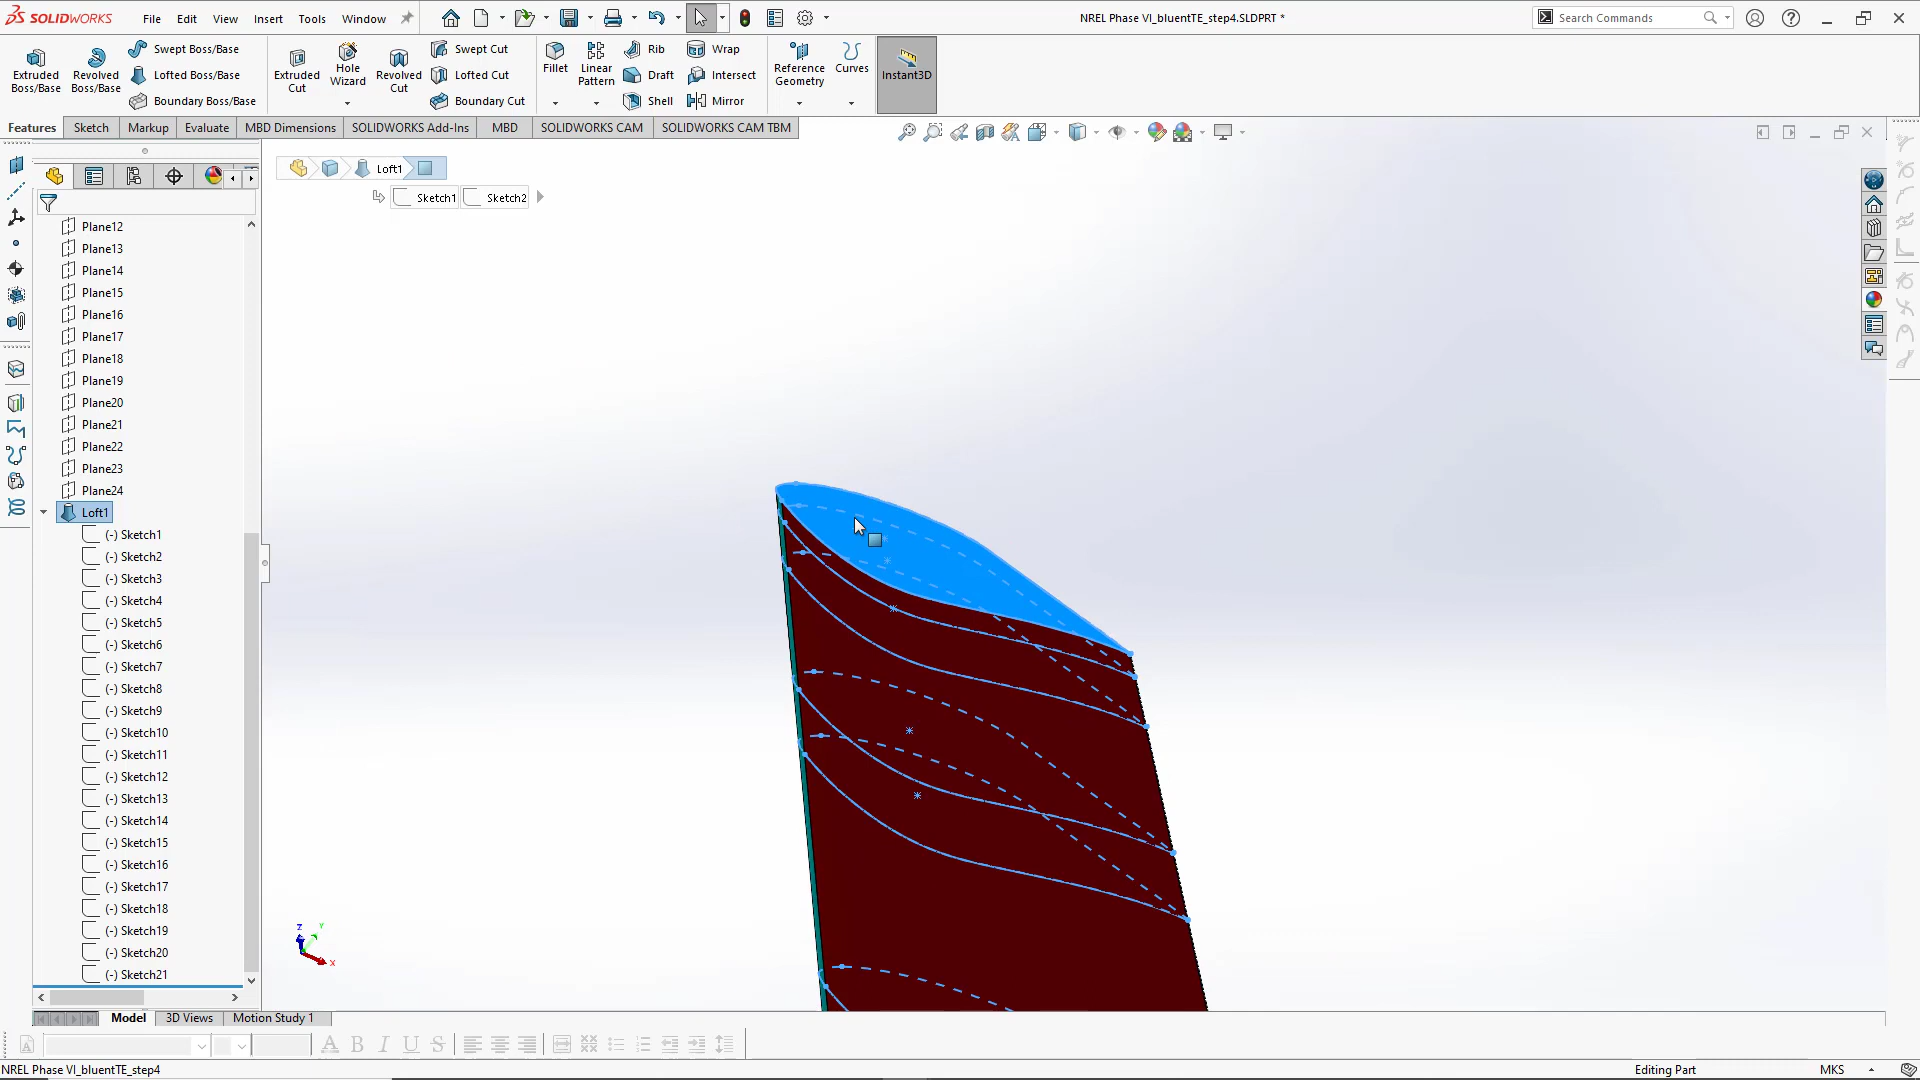 SOLIDWORKS
File Edit View Insert Tools Window
NREL Phase VI_bluentTE_step4.SLDPRT *
Search Commands
Extruded Boss/Base
Revolved Boss/Base
Swept Boss/Base
Lofted Boss/Base
Boundary Boss/Base
Extruded Cut
Hole Wizard
Revolved Cut
Swept Cut
Lofted Cut
Boundary Cut
Fillet
Linear Pattern
Rib
Draft
Shell
Wrap
Intersect
Mirror
Reference Geometry
Curves
Instant3D
Features Sketch Markup Evaluate MBD Dimensions SOLIDWORKS Add-Ins MBD SOLIDWORKS CAM SOLIDWORKS CAM TBM
Loft1
Sketch1 Sketch2
Plane12
Plane13
Plane14
Plane15
Plane16
Plane17
Plane18
Plane19
Plane20
Plane21
Plane22
Plane23
Plane24
Loft1
(-) Sketch1
(-) Sketch2
(-) Sketch3
(-) Sketch4
(-) Sketch5
(-) Sketch6
(-) Sketch7
(-) Sketch8
(-) Sketch9
(-) Sketch10
(-) Sketch11
(-) Sketch12
(-) Sketch13
(-) Sketch14
(-) Sketch15
(-) Sketch16
(-) Sketch17
(-) Sketch18
(-) Sketch19
(-) Sketch20
(-) Sketch21
Z Y X
Model 3D Views Motion Study 1
A B I U S
NREL Phase VI_bluentTE_step4
Editing Part MKS